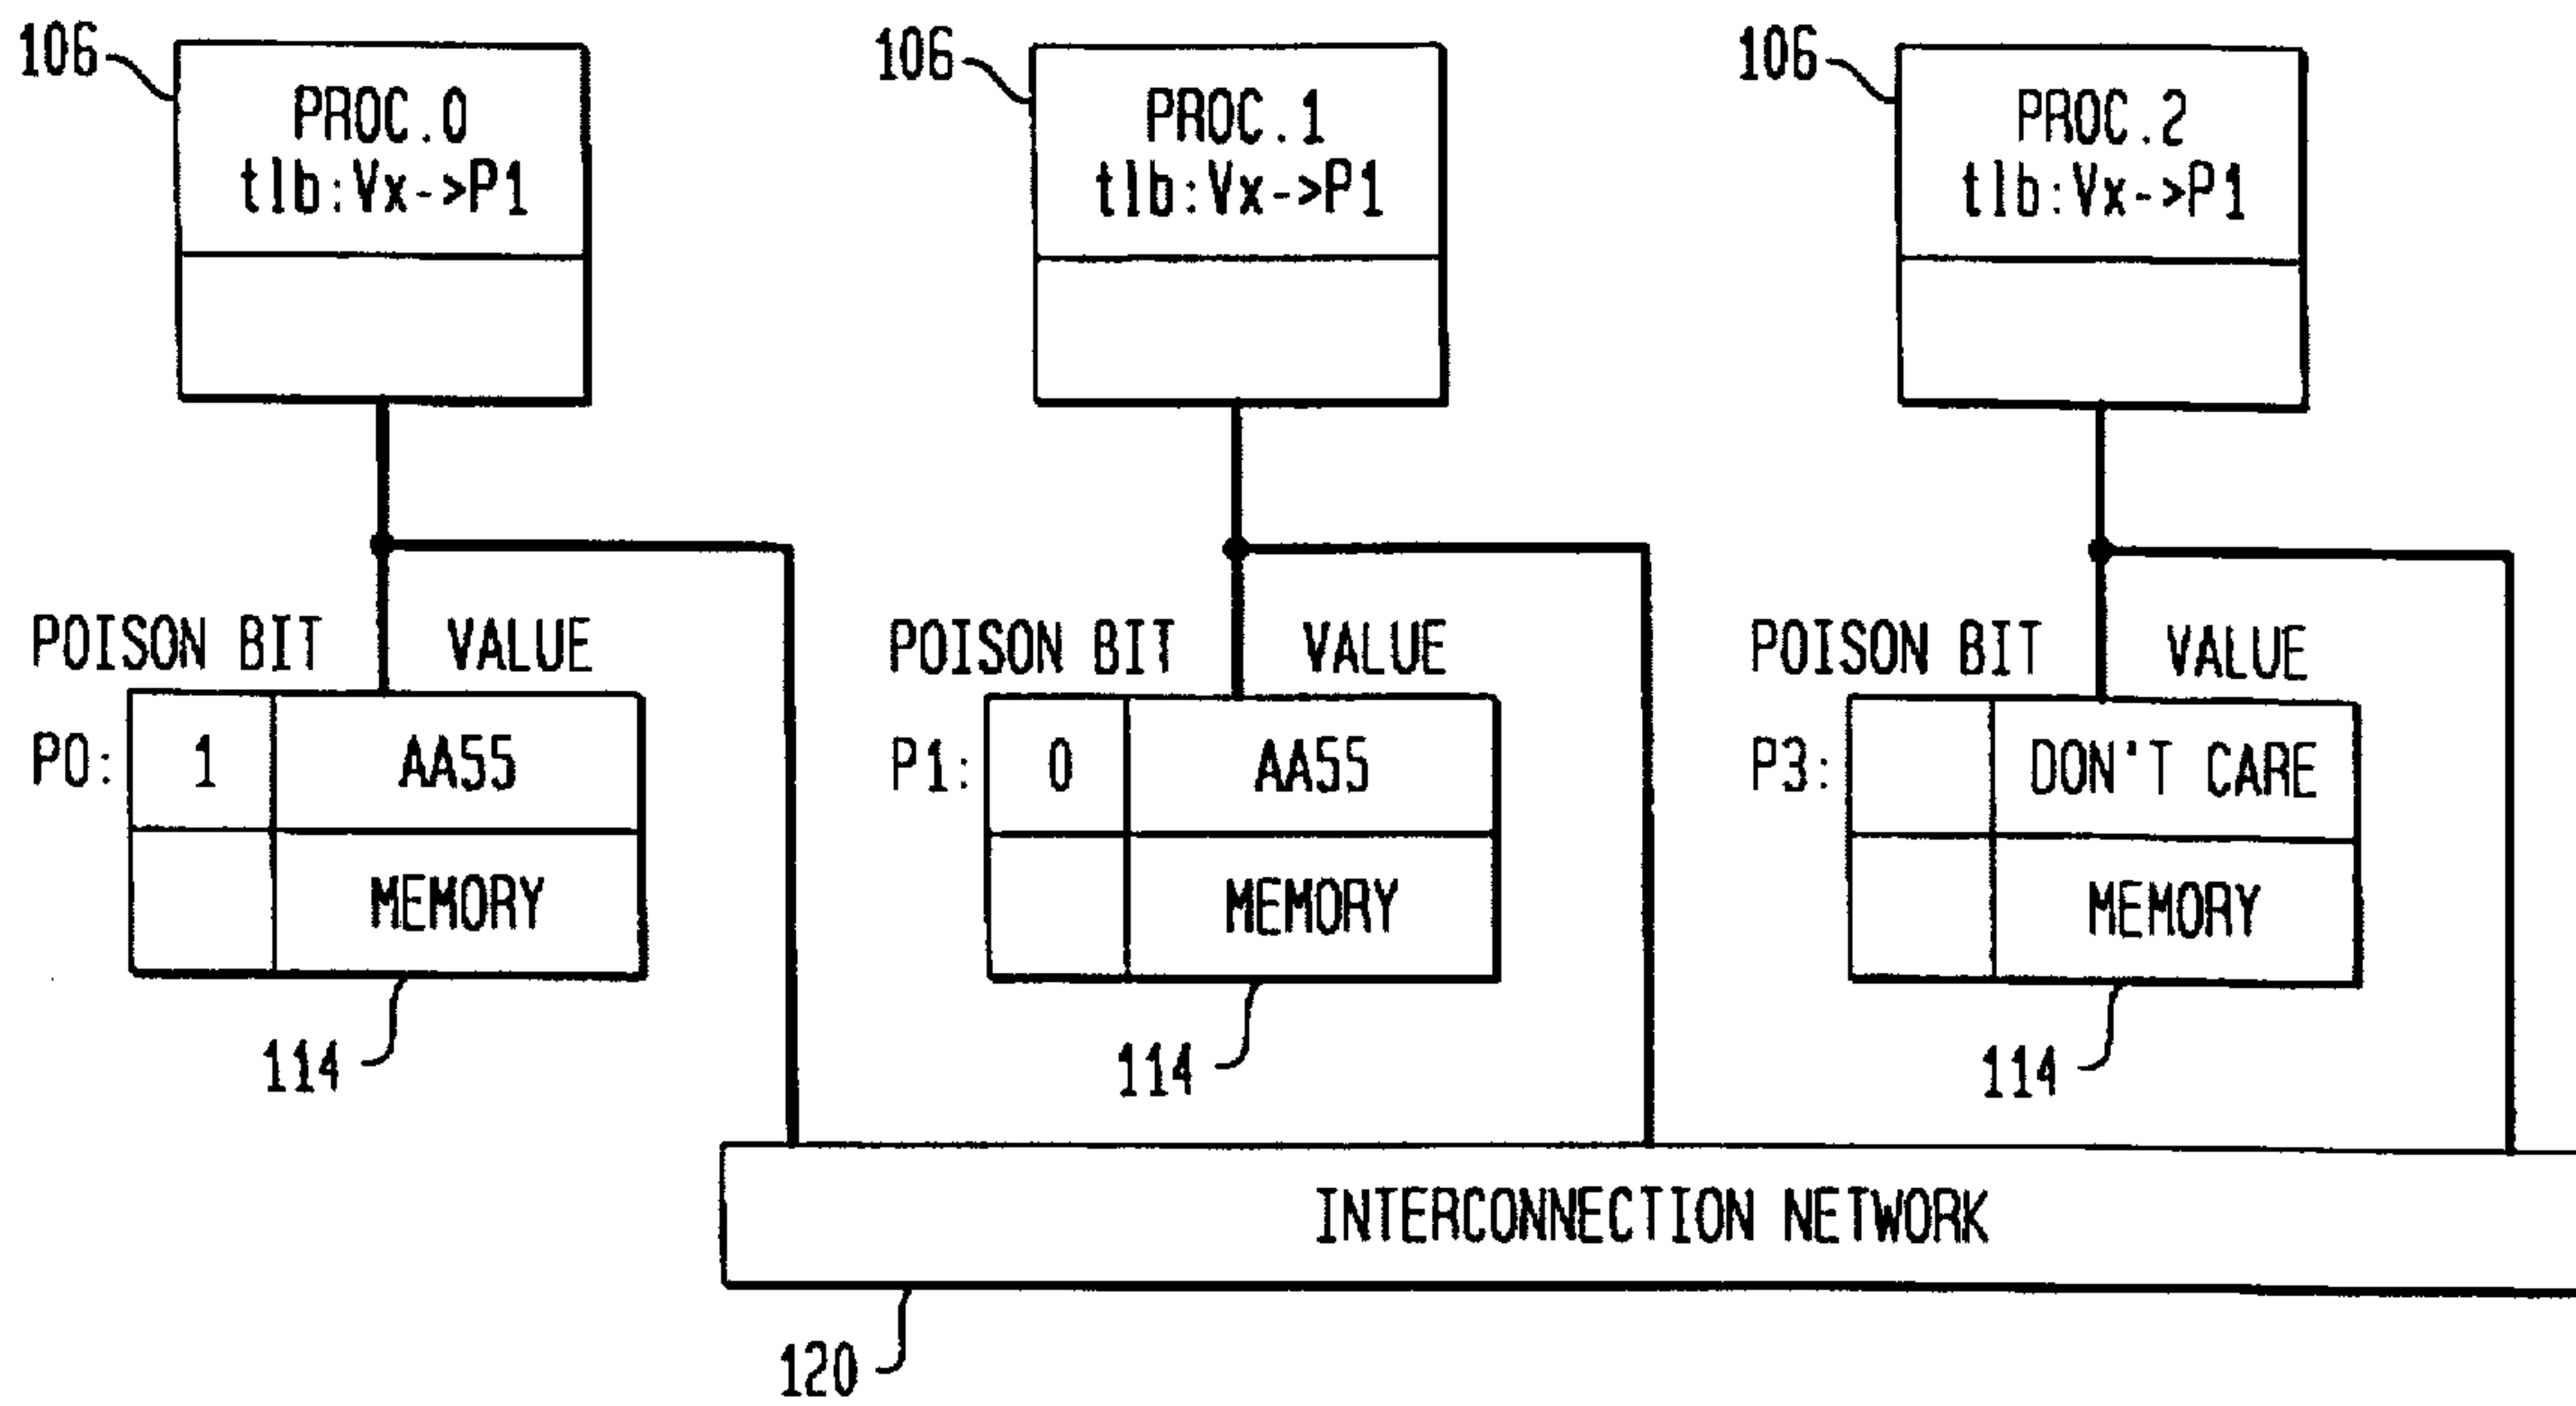 106
PROC.0
tlb:Vx->P1
106
PROC.1
tlb:Vx->P1
106
PROC.2
tlb:Vx->P1
POISON BIT VALUE
P0: 1 AA55
MEMORY
114
POISON BIT VALUE
P1: 0 AA55
MEMORY
114
POISON BIT VALUE
P3: DON'T CARE
MEMORY
114
INTERCONNECTION NETWORK
120